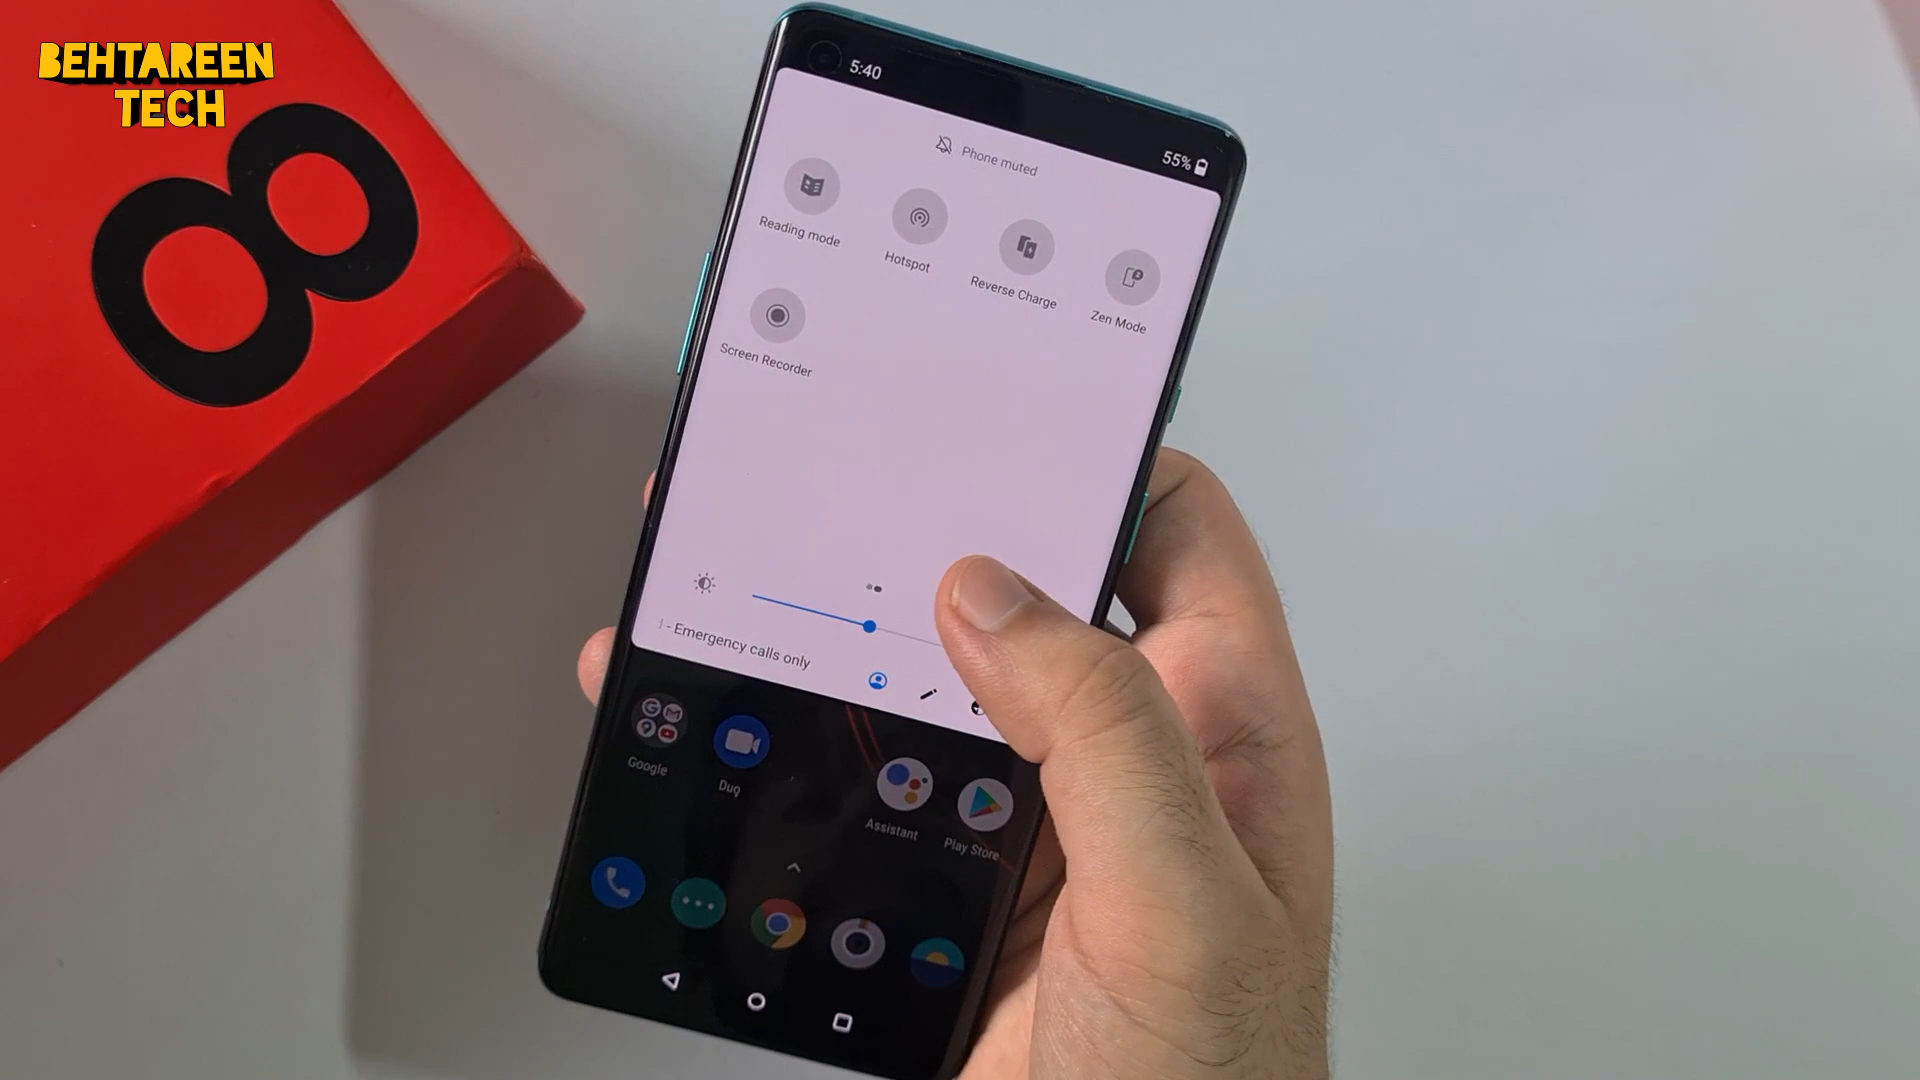 BEHTAREEN
TECH
8
5:40
55%
Phone muted
Reading mode
Hotspot
Reverse Charge
Zen Mode
Screen Recorder
- Emergency calls only
Google
Duo
Assistant
Play Store